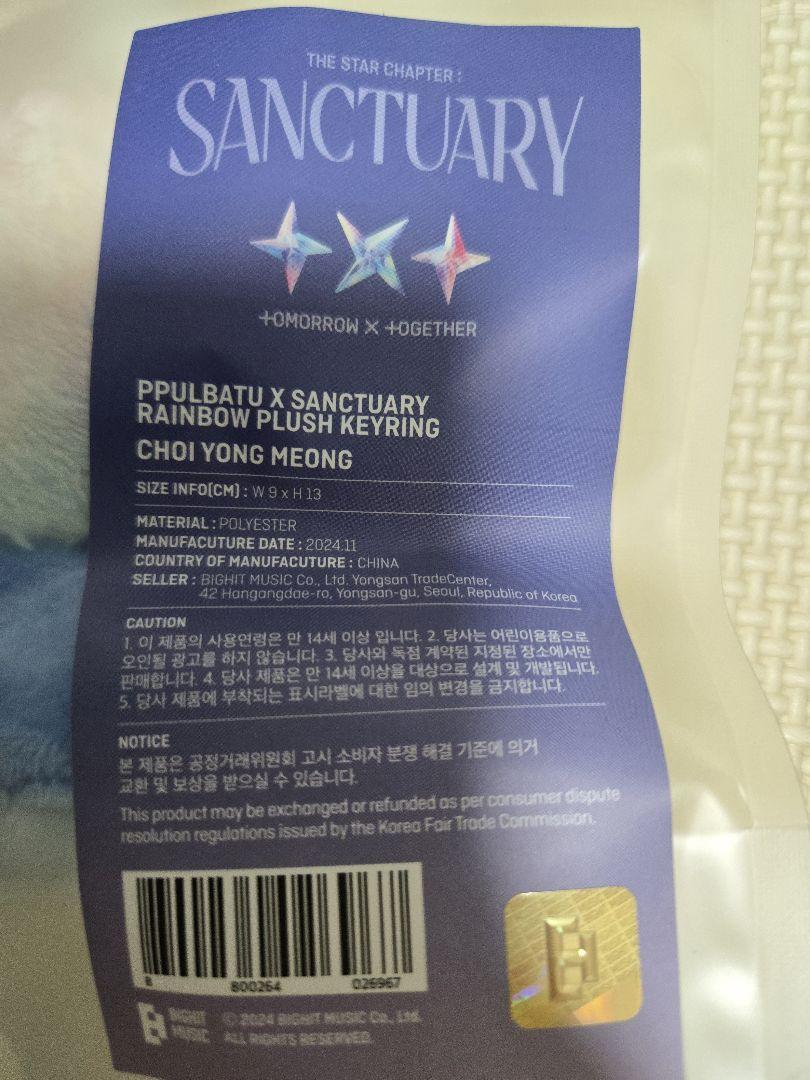 THE STAR CHAPTER :
SANCTUARY
TOMORROW X TOGETHER
PPULBATU X SANCTUARY
RAINBOW PLUSH KEYRING
CHOI YONG MEONG
SIZE INFO(CM) : W 9 x H 13
MATERIAL : POLYESTER
MANUFACUTURE DATE : 2024.11
COUNTRY OF MANUFACUTURE : CHINA
SELLER : BIGHIT MUSIC Co., Ltd. Yongsan TradeCenter,
42 Hangangdae-ro, Yongsan-gu, Seoul, Republic of Korea
CAUTION
1. 이 제품의 사용연령은 만 14세 이상 입니다. 2. 당사는 어린이용품으로
오인될 광고를 하지 않습니다. 3. 당사와 독점 계약된 지정된 장소에서만
판매합니다. 4. 당사 제품은 만 14세 이상을 대상으로 설계 및 개발됩니다.
5. 당사 제품에 부착되는 표시라벨에 대한 임의 변경을 금지합니다.
NOTICE
본 제품은 공정거래위원회 고시 소비자 분쟁 해결 기준에 의거
교환 및 보상을 받으실 수 있습니다.
This product may be exchanged or refunded as per consumer dispute
resolution regulations issued by the Korea Fair Trade Commission.
8 800264 026967
BIGHIT MUSIC © 2024 BIGHIT MUSIC Co., Ltd.
ALL RIGHTS RESERVED.